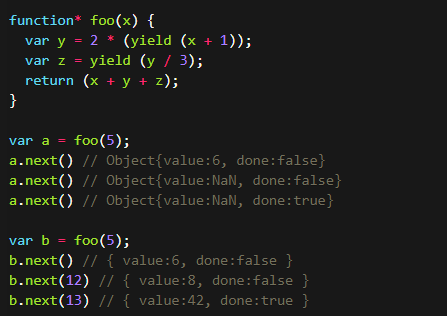 function* foo(x) {
  var y = 2 * (yield (x + 1));
  var z = yield (y / 3);
  return (x + y + z);
}

var a = foo(5);
a.next() // Object{value:6, done:false}
a.next() // Object{value:NaN, done:false}
a.next() // Object{value:NaN, done:true}

var b = foo(5);
b.next() // { value:6, done:false }
b.next(12) // { value:8, done:false }
b.next(13) // { value:42, done:true }